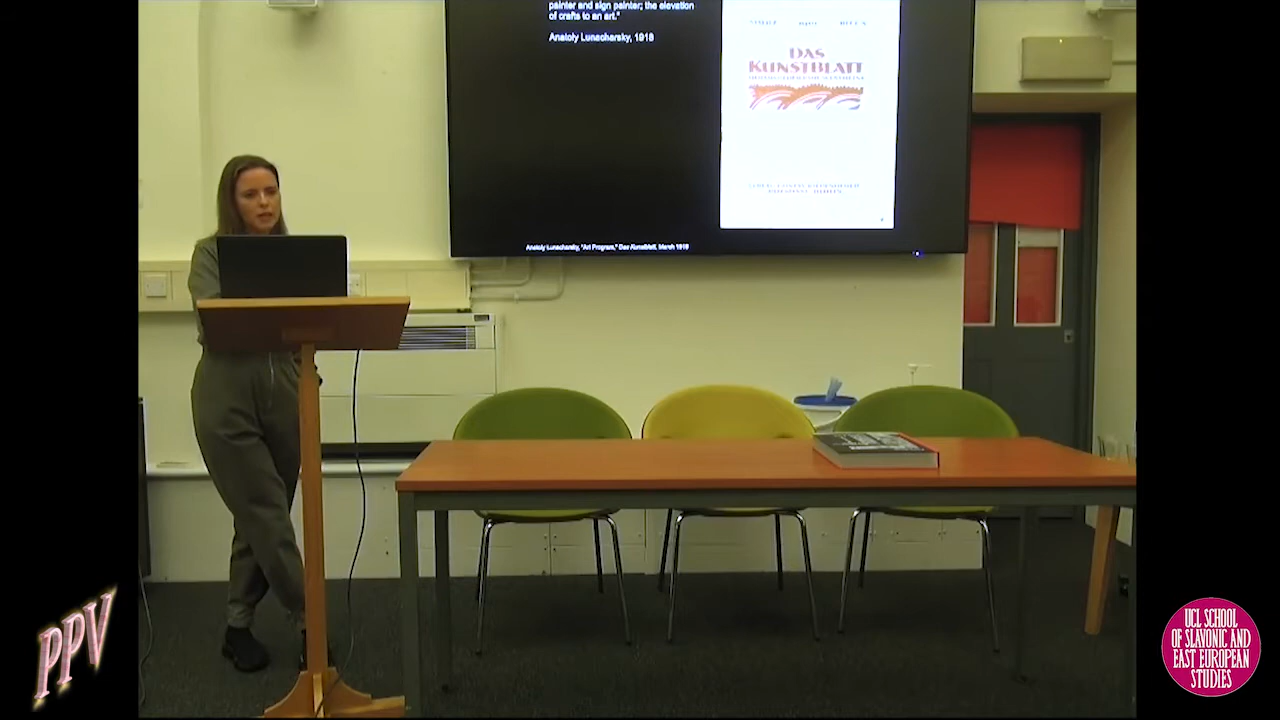 painter and sign painter; the elevation
of crafts to an art."
Anatoly Lunacharsky, 1918
DAS
KUNSTBLATT
Anatoly Lunacharsky, "Art Program," Das Kunstblatt, March 1919
PPV
UCL SCHOOL
OF SLAVONIC AND
EAST EUROPEAN
STUDIES